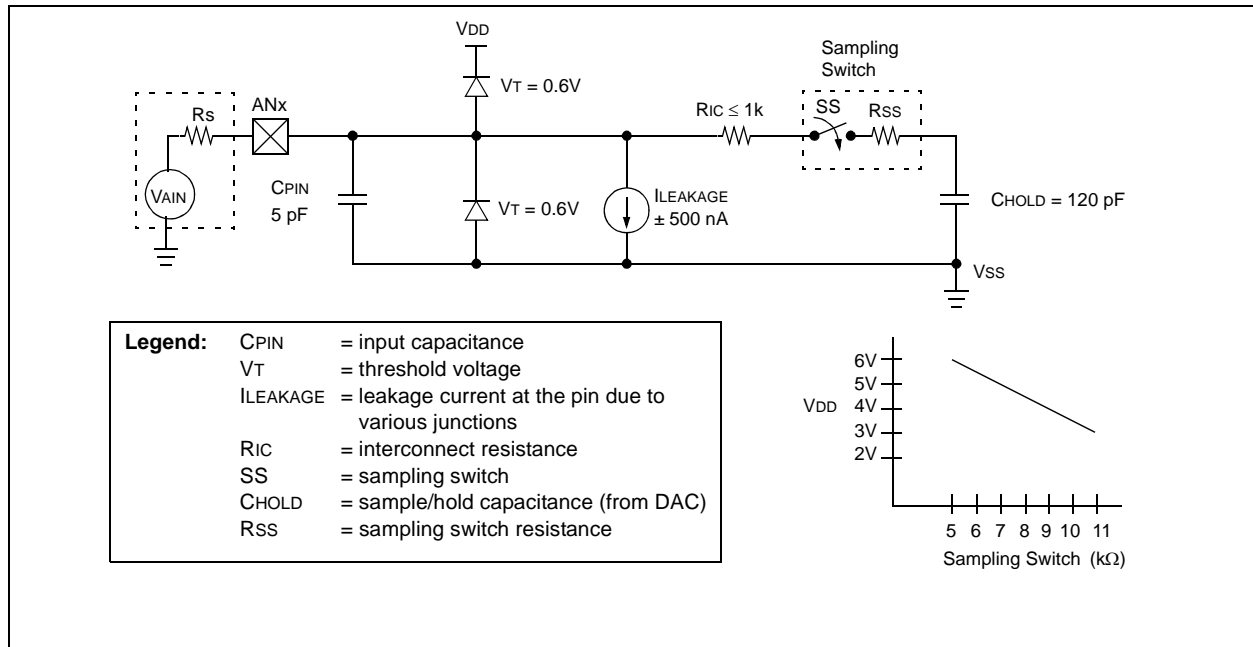 VDD
Sampling
Switch
VT = 0.6V
ANx
Rs
RIC ≤ 1k
SS
RSS
VAIN
CPIN
5 pF
VT = 0.6V
ILEAKAGE
± 500 nA
CHOLD = 120 pF
VSS
Legend: CPIN = input capacitance
VT = threshold voltage
ILEAKAGE = leakage current at the pin due to
various junctions
RIC = interconnect resistance
SS = sampling switch
CHOLD = sample/hold capacitance (from DAC)
RSS = sampling switch resistance
6V
5V
VDD 4V
3V
2V
5 6 7 8 9 10 11
Sampling Switch (kΩ)